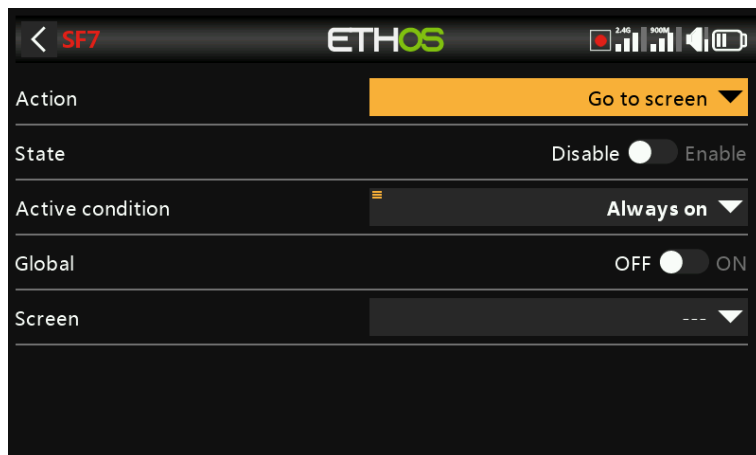 SF7 ETHOS 2.4G 900M
Action Go to screen
State Disable Enable
Active condition Always on
Global OFF ON
Screen ---